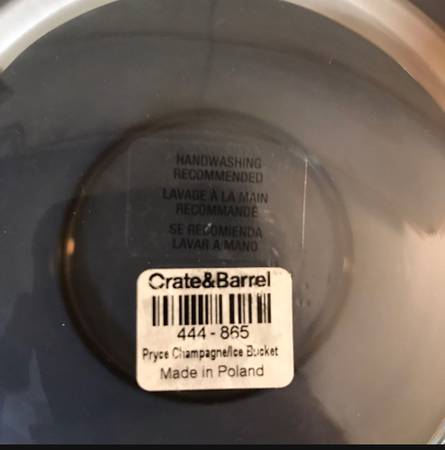 HANDWASHING
RECOMMENDED
LAVAGE À LA MAIN
RECOMMANDÉ
SE RECOMIENDA
LAVAR A MANO
Crate&Barrel
444-865
Pryce Champagne/Ice Bucket
Made in Poland